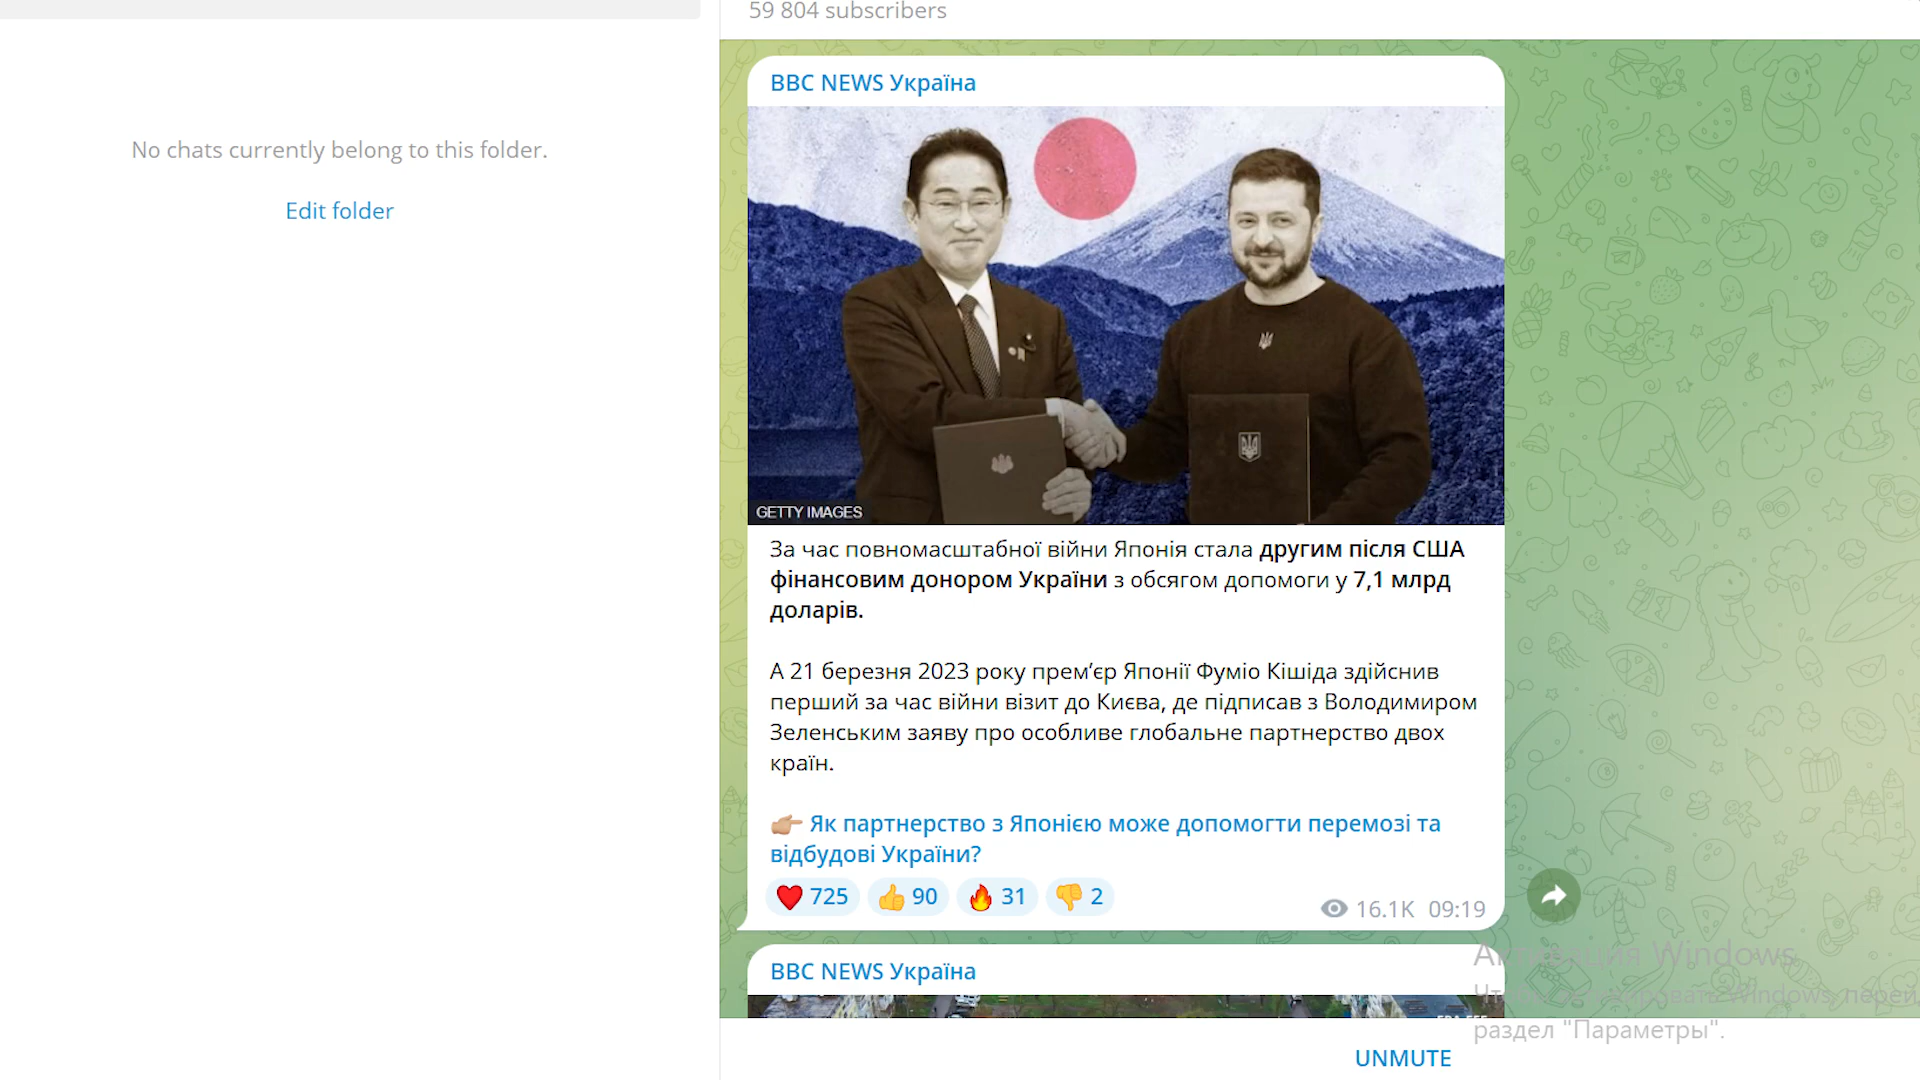 59 804 subscribers
No chats currently belong to this folder.
Edit folder
BBC NEWS Україна
GETTY IMAGES
За час повномасштабної війни Японія стала другим після США
фінансовим донором України з обсягом допомоги у 7,1 млрд
доларів.
А 21 березня 2023 року прем’єр Японії Фуміо Кішіда здійснив
перший за час війни візит до Києва, де підписав з Володимиром
Зеленським заяву про особливе глобальне партнерство двох
країн.
👉🏼 Як партнерство з Японією може допомогти перемозі та
відбудові України?
❤️ 725 👍 90 🔥 31 👎 2
16.1K 09:19
BBC NEWS Україна
Активация Windows
Windows,
раздел "Параметры".
UNMUTE